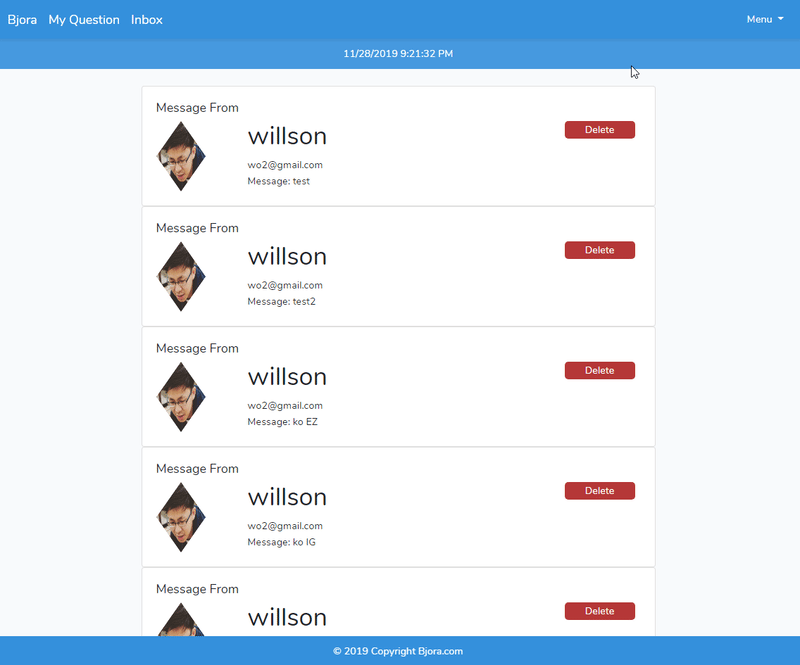 Bjora My Question Inbox Menu
11/28/2019 9:21:32 PM
Message From
willson Delete
wo2@gmail.com
Message: test
Message From
willson Delete
wo2@gmail.com
Message: test2
Message From
willson Delete
wo2@gmail.com
Message: ko EZ
Message From
willson Delete
wo2@gmail.com
Message: ko IG
Message From
willson Delete
© 2019 Copyright Bjora.com